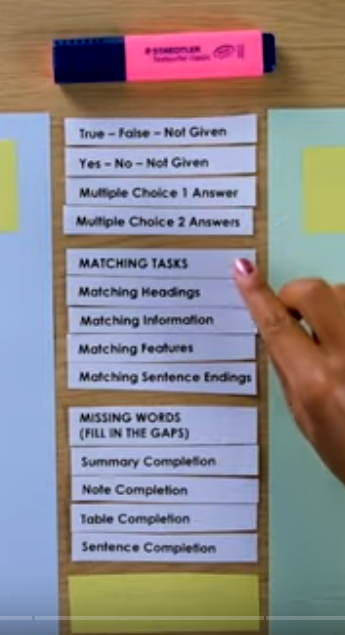 STAEDTLER
textsurfer classic
True – False – Not Given
Yes – No – Not Given
Multiple Choice 1 Answer
Multiple Choice 2 Answers
MATCHING TASKS
Matching Headings
Matching Information
Matching Features
Matching Sentence Endings
MISSING WORDS
(FILL IN THE GAPS)
Summary Completion
Note Completion
Table Completion
Sentence Completion